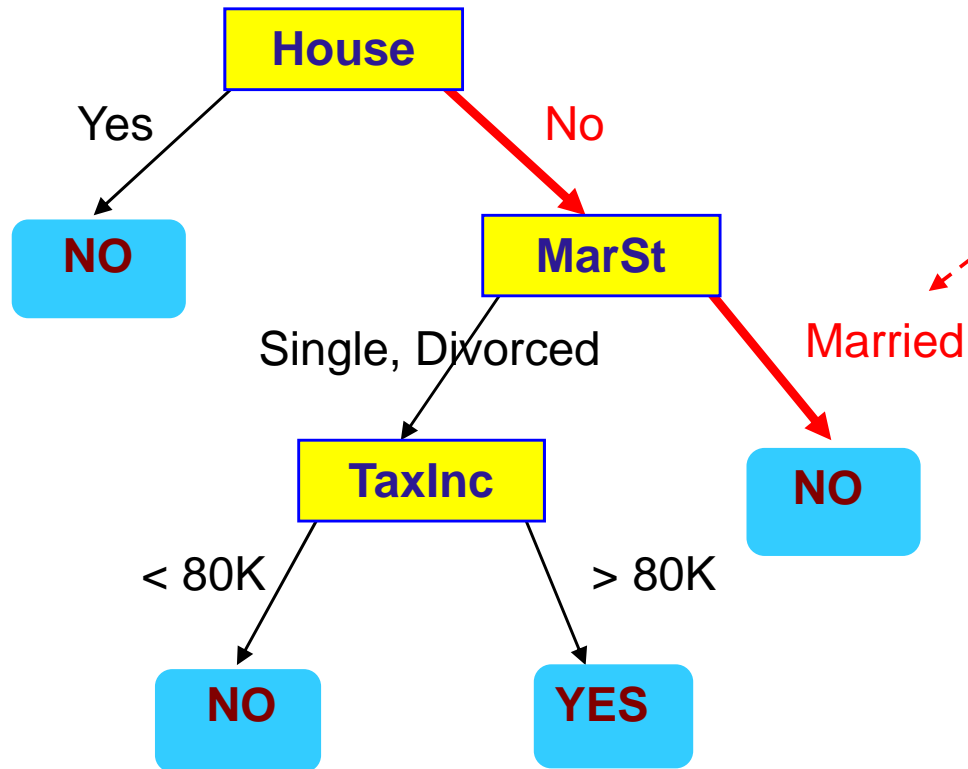 House
Yes
No
NO
MarSt
Single, Divorced
Married
TaxInc
NO
< 80K
> 80K
NO
YES